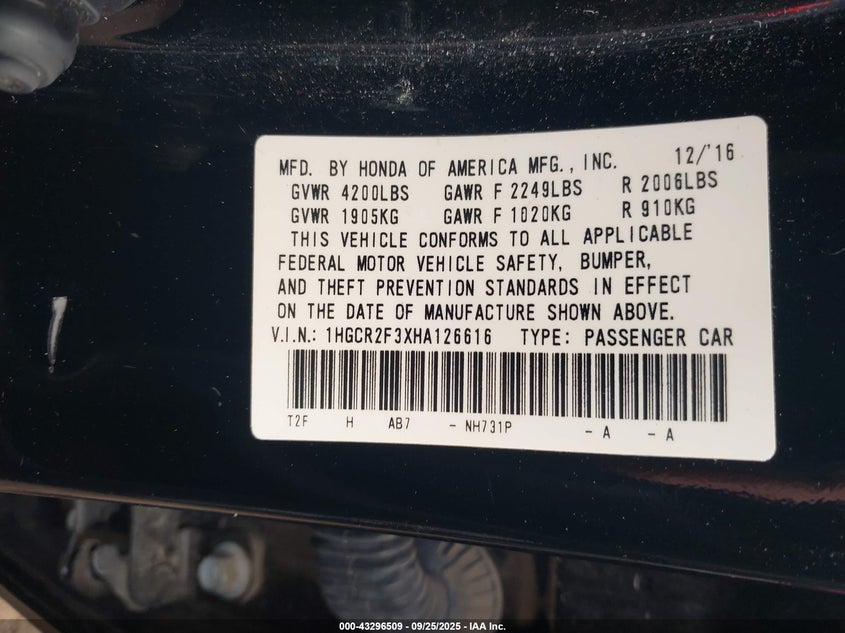 MFD. BY HONDA OF AMERICA MFG., INC. 12/'16
GVWR 4200LBS GAWR F 2249LBS R 2006LBS
GVWR 1905KG GAWR F 1020KG R 910KG
THIS VEHICLE CONFORMS TO ALL APPLICABLE
FEDERAL MOTOR VEHICLE SAFETY, BUMPER,
AND THEFT PREVENTION STANDARDS IN EFFECT
ON THE DATE OF MANUFACTURE SHOWN ABOVE.
V.I.N.: 1HGCR2F3XHA126616 TYPE: PASSENGER CAR
T2F H AB7 - NH731P - A - A
000-43296509 - 09/25/2025 - IAA Inc.